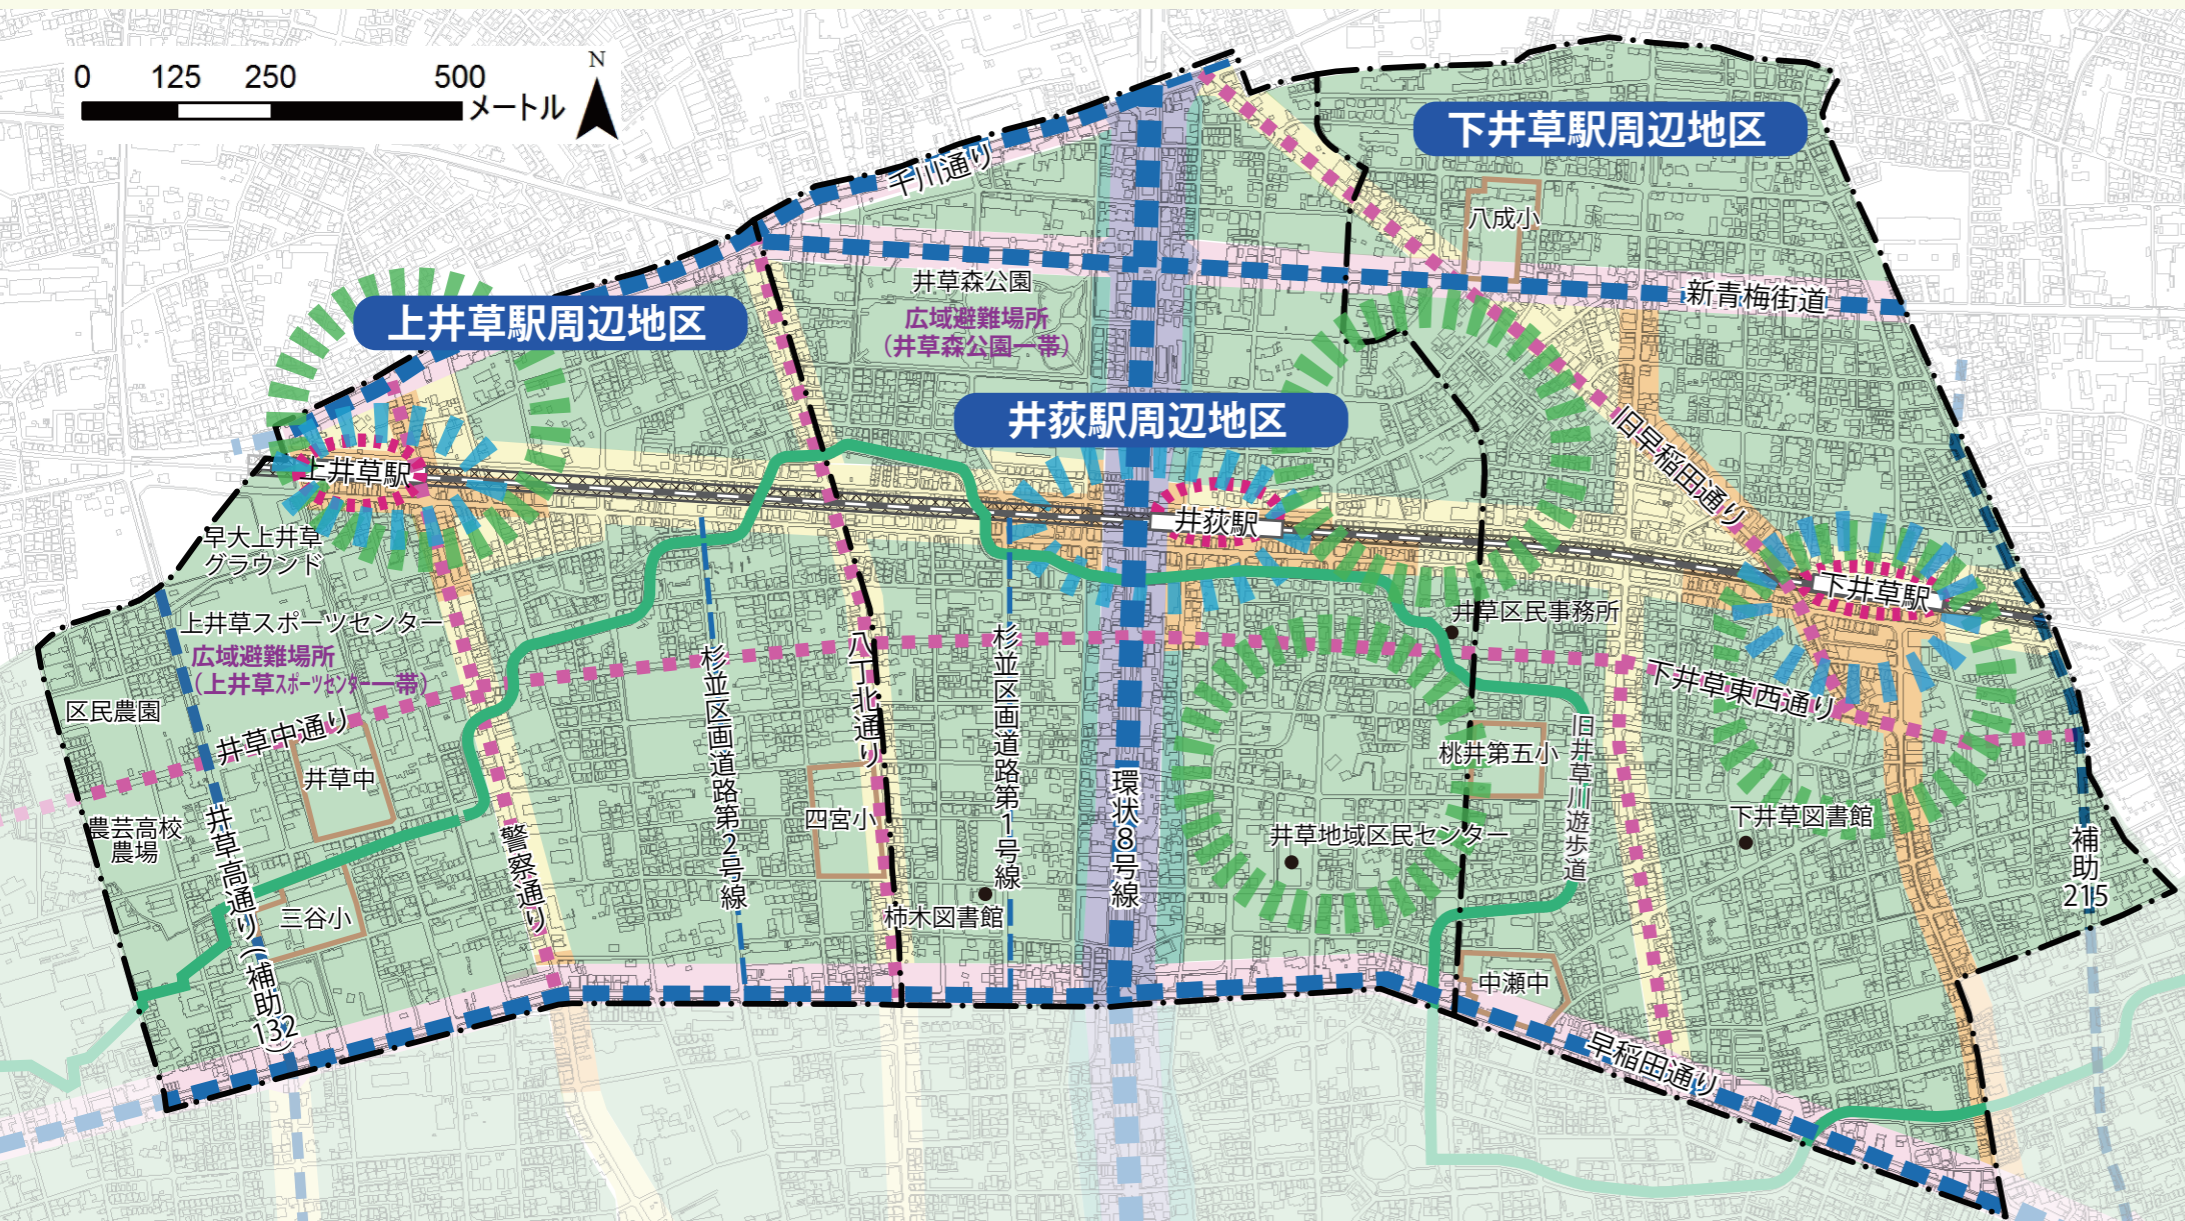 0 125 250 500
メートル
N
千川通り
下井草駅周辺地区
八成小
井草森公園
広域避難場所
(井草森公園一帯)
新青梅街道
上井草駅周辺地区
井荻駅周辺地区
旧早稲田通り
上井草駅
井荻駅
下井草駅
早大上井草
グラウンド
上井草スポーツセンター
広域避難場所
(上井草スポーツセンター一帯)
井草区民事務所
区民農園
井草中通り
八丁北通り
杉並区画道路第2号線
杉並区画道路第1号線
下井草東西通り
井草中
桃井第五小
旧井草川遊歩道
環状8号線
農芸高校
農場
井草高通り(補助132)
警察通り
四宮小
井草地域区民センター
下井草図書館
補助215
三谷小
柿木図書館
中瀬中
早稲田通り